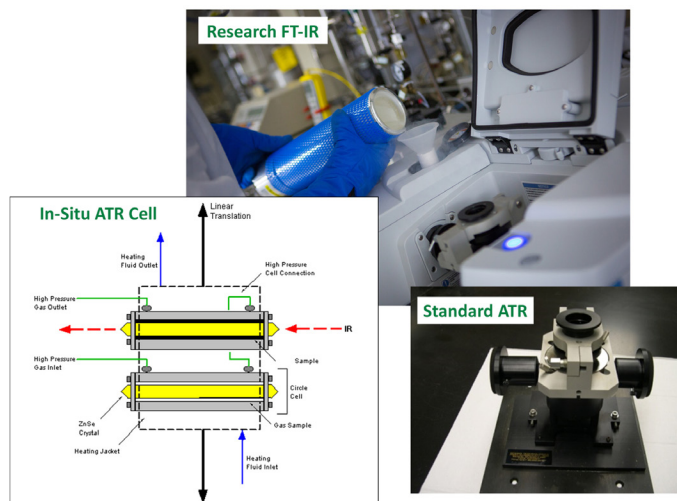 Research FT-IR
In-Situ ATR Cell
Linear
Translation
Heating
Fluid Outlet
High Pressure
Cell Connection
High Pressure
Gas Outlet
IR
High Pressure
Gas Inlet
Sample
Circle
Cell
ZnSe
Crystal
Gas Sample
Heating Jacket
Heating
Fluid Inlet
Standard ATR